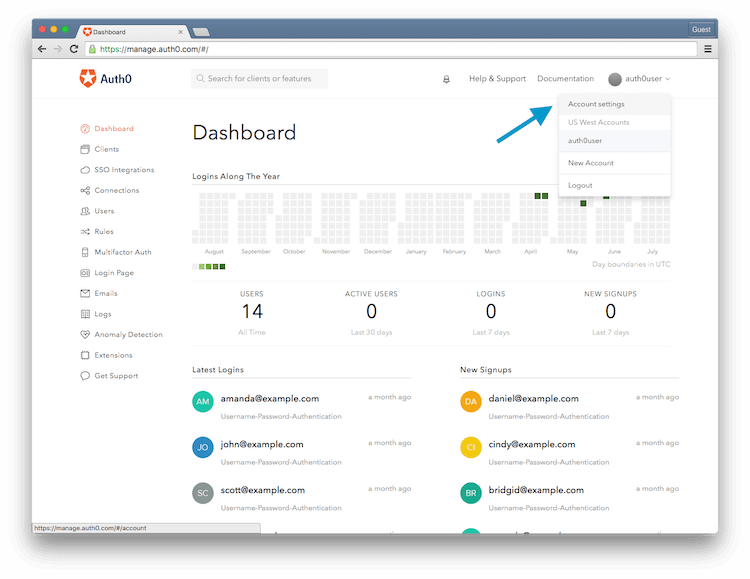 Dashboard
Guest
https://manage.auth0.com/#/
Auth0
Search for clients or features
Help & Support
Documentation
auth0user
Account settings
US West Accounts
auth0user
New Account
Logout
Dashboard
Clients
SSO Integrations
Connections
Users
Rules
Multifactor Auth
Login Page
Emails
Logs
Anomaly Detection
Extensions
Get Support
Dashboard
Logins Along The Year
August September October November December January February March April May June July
Day boundaries in UTC
USERS
14
All Time
ACTIVE USERS
0
Last 30 days
LOGINS
0
Last 7 days
NEW SIGNUPS
0
Last 7 days
Latest Logins
AM
amanda@example.com
a month ago
Username-Password-Authentication
JO
john@example.com
a month ago
Username-Password-Authentication
SC
scott@example.com
a month ago
Username-Password-Authentication
New Signups
DA
daniel@example.com
a month ago
Username-Password-Authentication
CI
cindy@example.com
a month ago
Username-Password-Authentication
BR
bridgid@example.com
a month ago
Username-Password-Authentication
https://manage.auth0.com/#/account